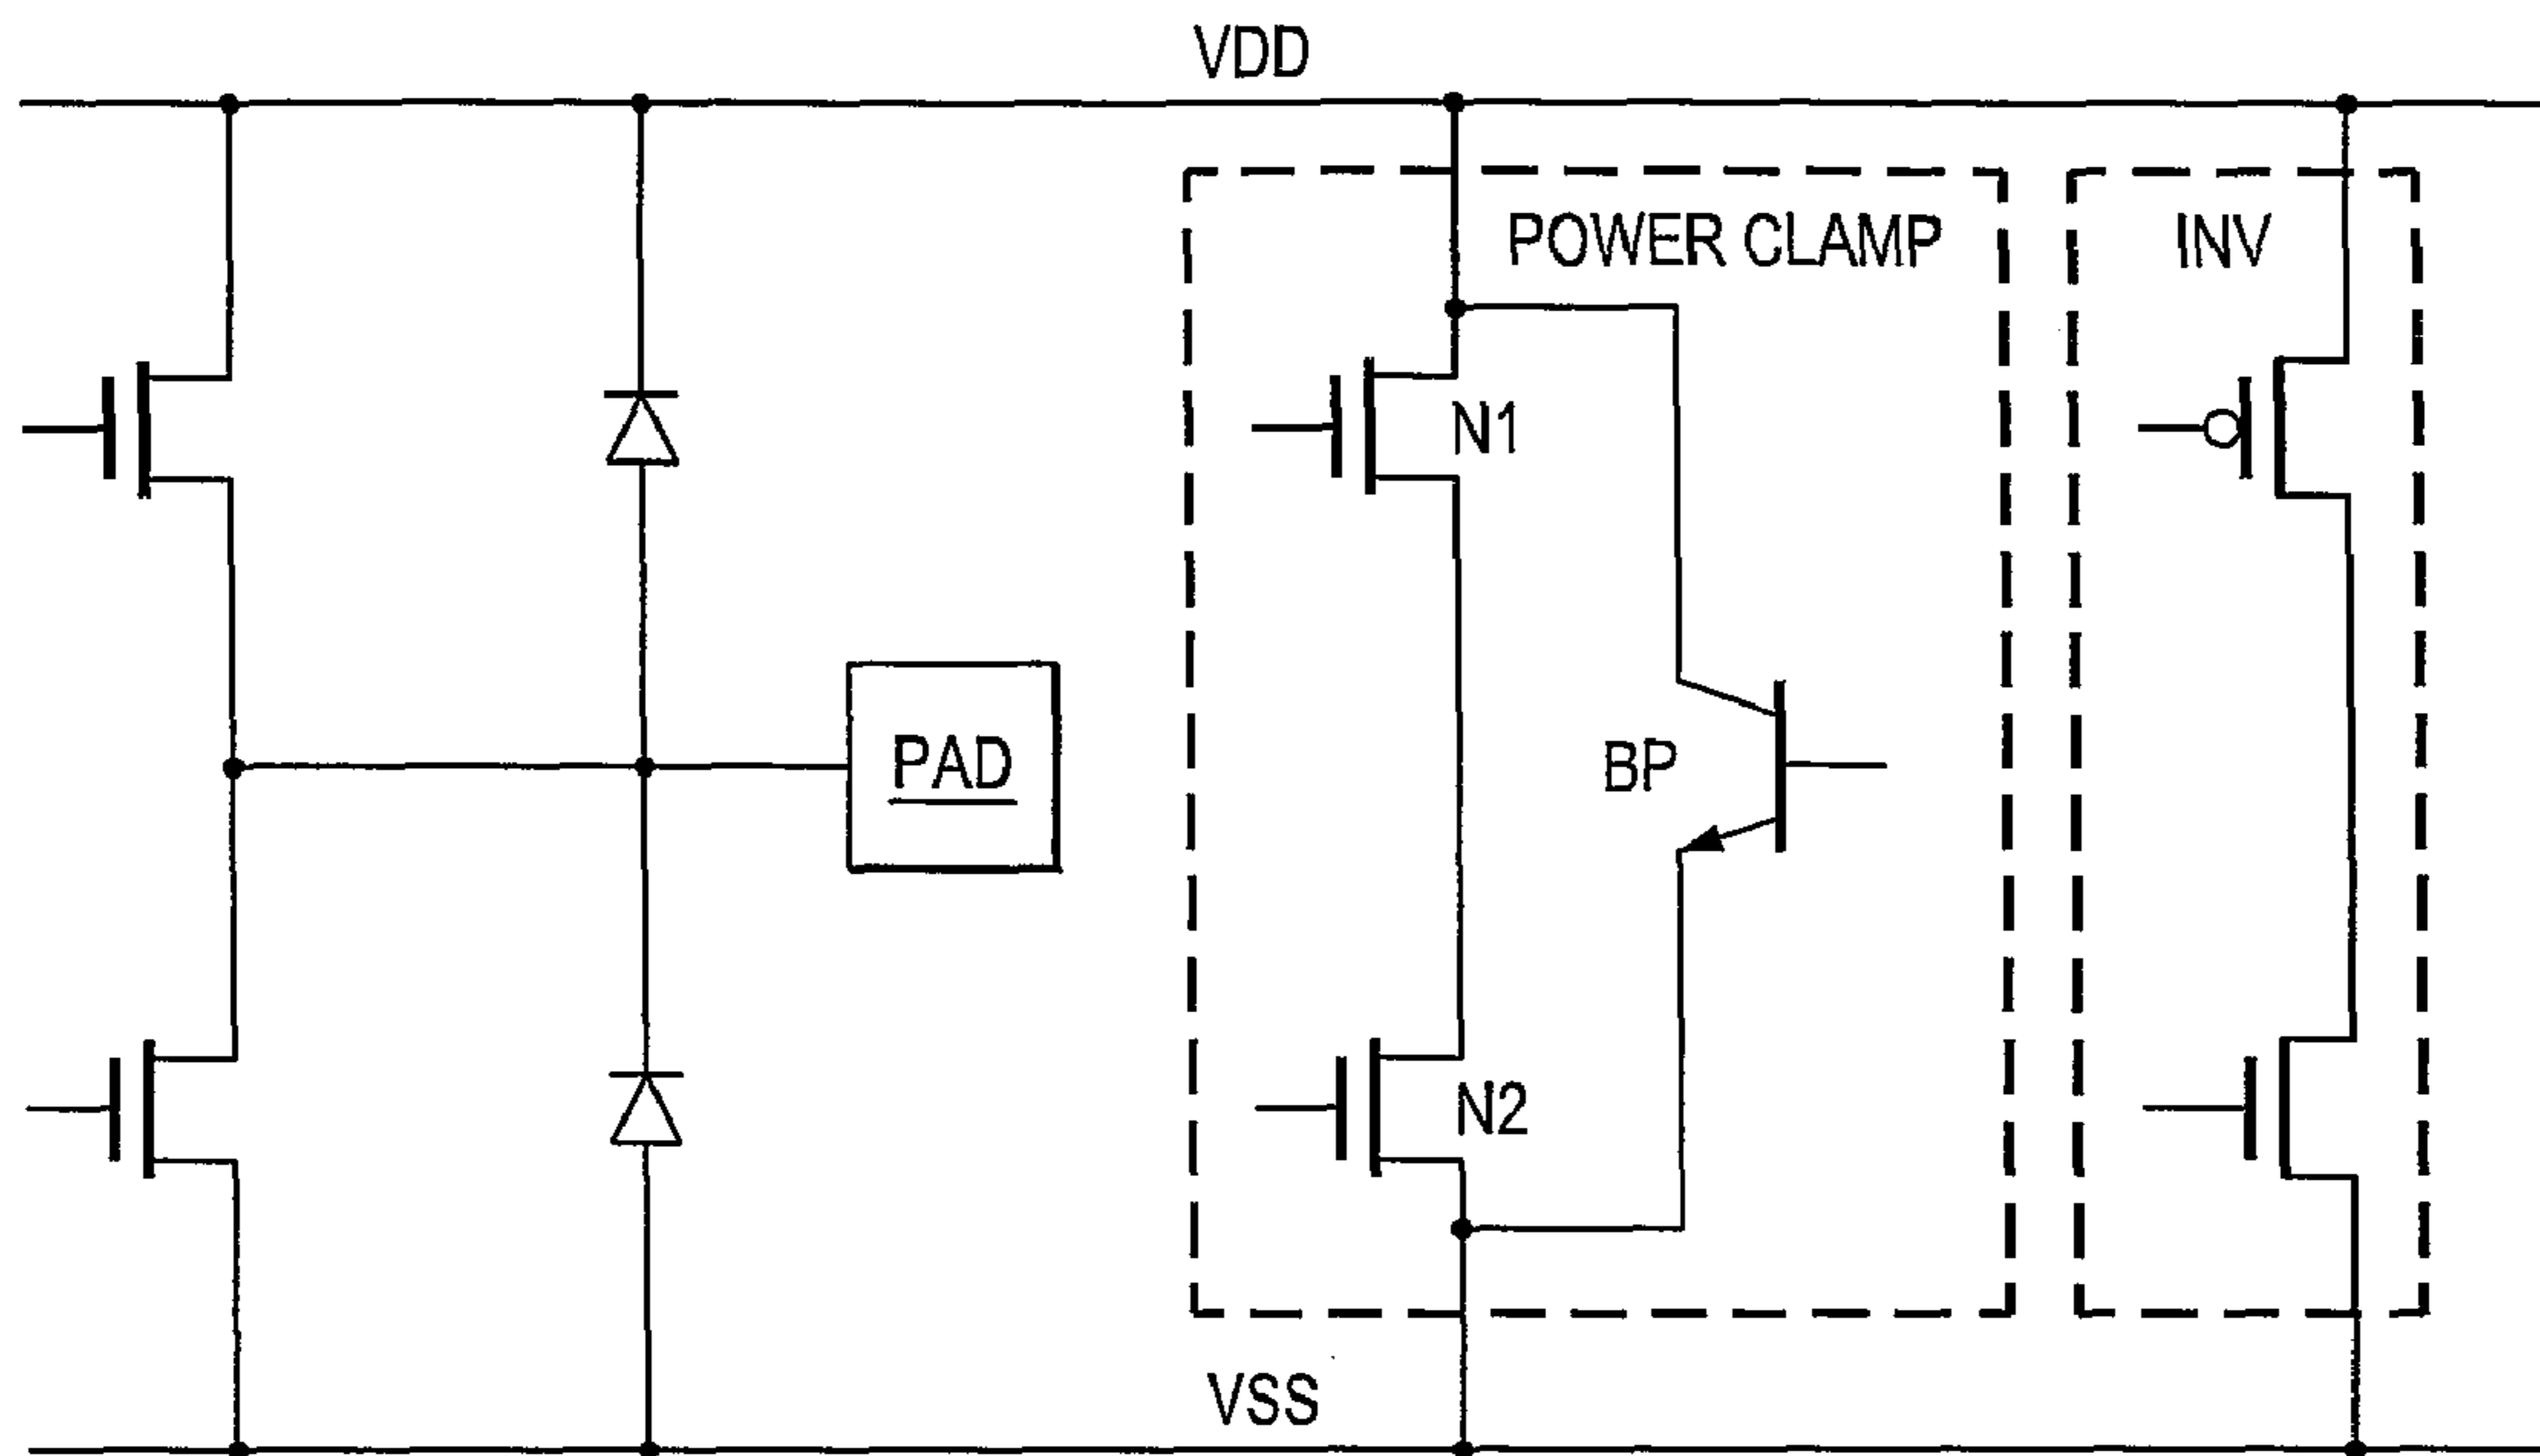 VDD
POWER CLAMP
INV
N1
PAD
BP
N2
VSS